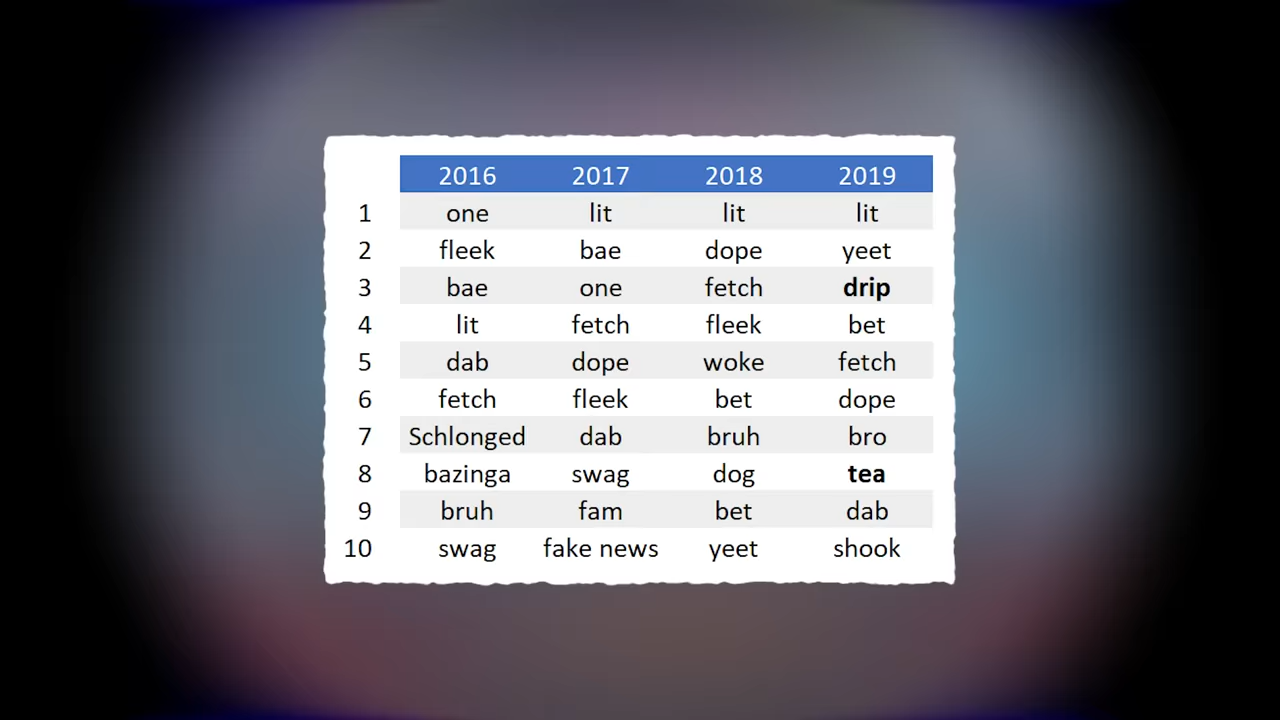 2016 2017 2018 2019
1 one lit lit lit
2 fleek bae dope yeet
3 bae one fetch drip
4 lit fetch fleek bet
5 dab dope woke fetch
6 fetch fleek bet dope
7 Schlonged dab bruh bro
8 bazinga swag dog tea
9 bruh fam bet dab
10 swag fake news yeet shook